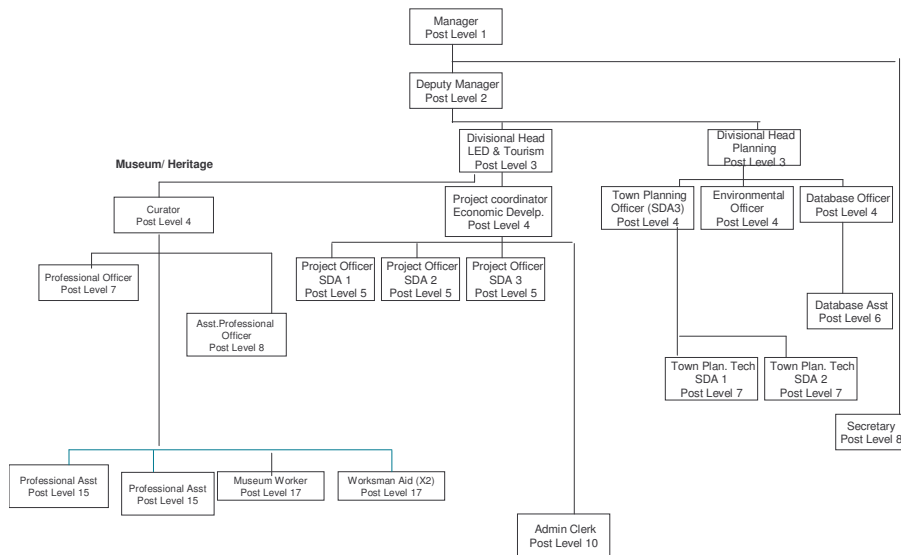 Manager
Post Level 1
Deputy Manager
Post Level 2
Divisional Head
LED & Tourism
Post Level 3
Divisional Head
Planning
Post Level 3
Museum/ Heritage
Curator
Post Level 4
Project coordinator
Economic Develp.
Post Level 4
Town Planning
Officer (SDA3)
Post Level 4
Environmental
Officer
Post Level 4
Database Officer
Post Level 4
Professional Officer
Post Level 7
Project Officer
SDA 1
Post Level 5
Project Officer
SDA 2
Post Level 5
Project Officer
SDA 3
Post Level 5
Database Asst
Post Level 6
Asst.Professional
Officer
Post Level 8
Town Plan. Tech
SDA 1
Post Level 7
Town Plan. Tech
SDA 2
Post Level 7
Secretary
Post Level 8
Professional Asst
Post Level 15
Professional Asst
Post Level 15
Museum Worker
Post Level 17
Worksman Aid (X2)
Post Level 17
Admin Clerk
Post Level 10